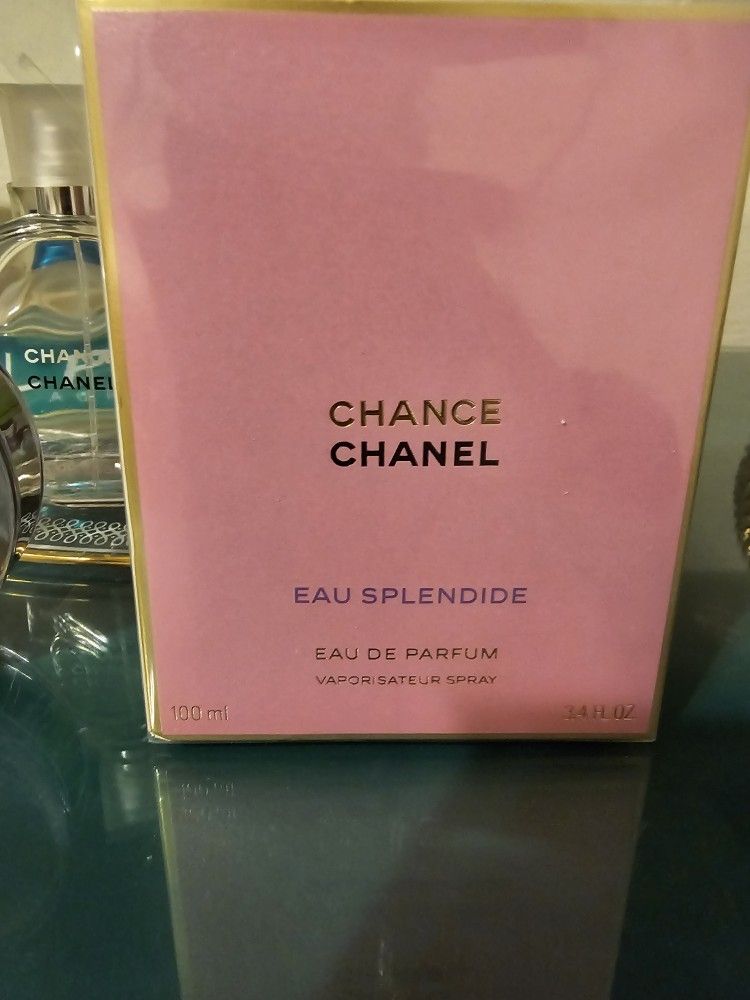 CHANCE
CHANEL
EAU SPLENDIDE
EAU DE PARFUM
VAPORISATEUR SPRAY
100 ml
3.4 FL. OZ.
CHANCE
CHANEL